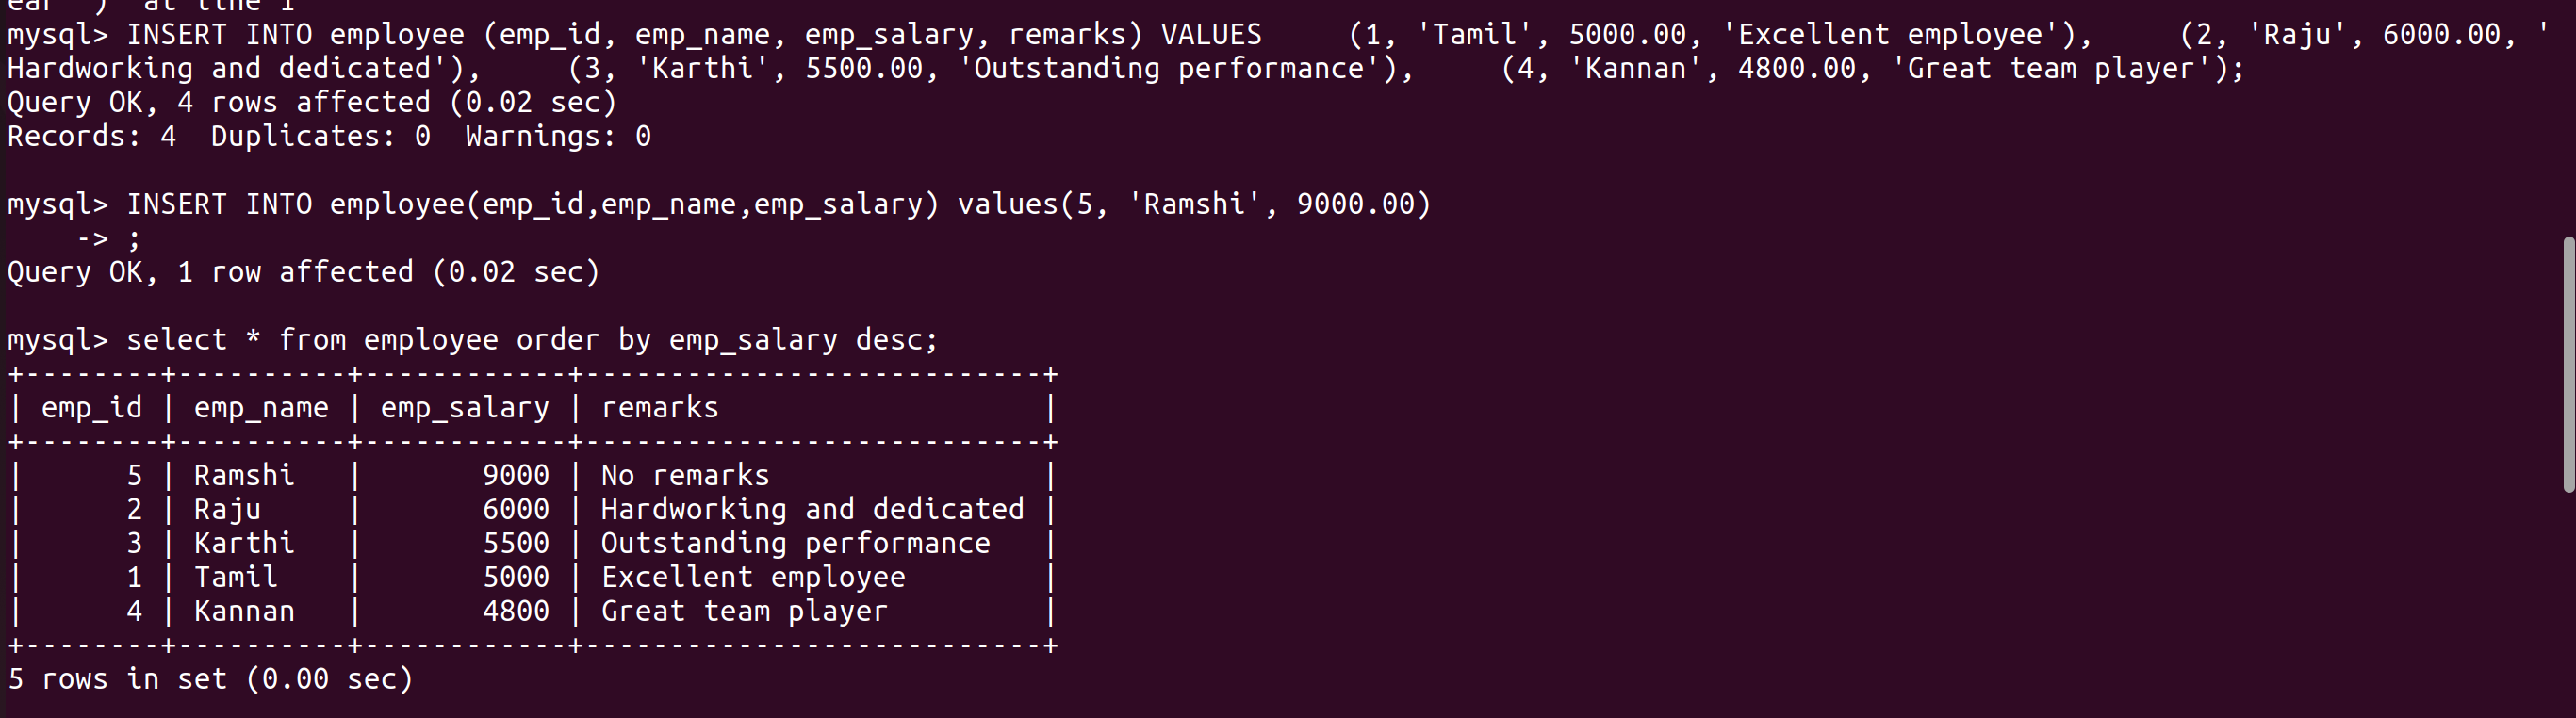 ear ')' at line 1
mysql> INSERT INTO employee (emp_id, emp_name, emp_salary, remarks) VALUES     (1, 'Tamil', 5000.00, 'Excellent employee'),     (2, 'Raju', 6000.00, '
Hardworking and dedicated'),     (3, 'Karthi', 5500.00, 'Outstanding performance'),     (4, 'Kannan', 4800.00, 'Great team player');
Query OK, 4 rows affected (0.02 sec)
Records: 4  Duplicates: 0  Warnings: 0
mysql> INSERT INTO employee(emp_id,emp_name,emp_salary) values(5, 'Ramshi', 9000.00)
    -> ;
Query OK, 1 row affected (0.02 sec)
mysql> select * from employee order by emp_salary desc;
+--------+----------+------------+---------------------------+
| emp_id | emp_name | emp_salary | remarks                   |
+--------+----------+------------+---------------------------+
|      5 | Ramshi   |       9000 | No remarks                |
|      2 | Raju     |       6000 | Hardworking and dedicated |
|      3 | Karthi   |       5500 | Outstanding performance   |
|      1 | Tamil    |       5000 | Excellent employee        |
|      4 | Kannan   |       4800 | Great team player         |
+--------+----------+------------+---------------------------+
5 rows in set (0.00 sec)